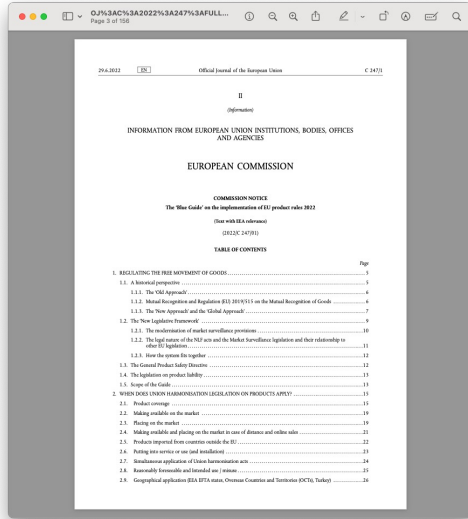 OJ%3AC%3A2022%3A247%3AFULL...
Page 3 of 156
29.6.2022 EN Official Journal of the European Union C 247/1
II
(Information)
INFORMATION FROM EUROPEAN UNION INSTITUTIONS, BODIES, OFFICES
AND AGENCIES
EUROPEAN COMMISSION
COMMISSION NOTICE
The ‘Blue Guide’ on the implementation of EU product rules 2022
(Text with EEA relevance)
(2022/C 247/01)
TABLE OF CONTENTS
Page
1. REGULATING THE FREE MOVEMENT OF GOODS 5
1.1. A historical perspective 5
1.1.1. The ‘Old Approach’ 6
1.1.2. Mutual Recognition and Regulation (EU) 2019/515 on the Mutual Recognition of Goods 6
1.1.3. The ‘New Approach’ and the ‘Global Approach’ 7
1.2. The ‘New Legislative Framework’ 9
1.2.1. The modernisation of market surveillance provisions 10
1.2.2. The legal nature of the NLF acts and the Market Surveillance legislation and their relationship to
other EU legislation 11
1.2.3. How the system fits together 12
1.3. The General Product Safety Directive 12
1.4. The legislation on product liability 13
1.5. Scope of the Guide 13
2. WHEN DOES UNION HARMONISATION LEGISLATION ON PRODUCTS APPLY? 15
2.1. Product coverage 15
2.2. Making available on the market 19
2.3. Placing on the market 19
2.4. Making available and placing on the market in case of distance and online sales 21
2.5. Products imported from countries outside the EU 22
2.6. Putting into service or use (and installation) 23
2.7. Simultaneous application of Union harmonisation acts 24
2.8. Reasonably foreseeable and Intended use / misuse 25
2.9. Geographical application (EEA EFTA states, Overseas Countries and Territories (OCTs), Turkey) 26